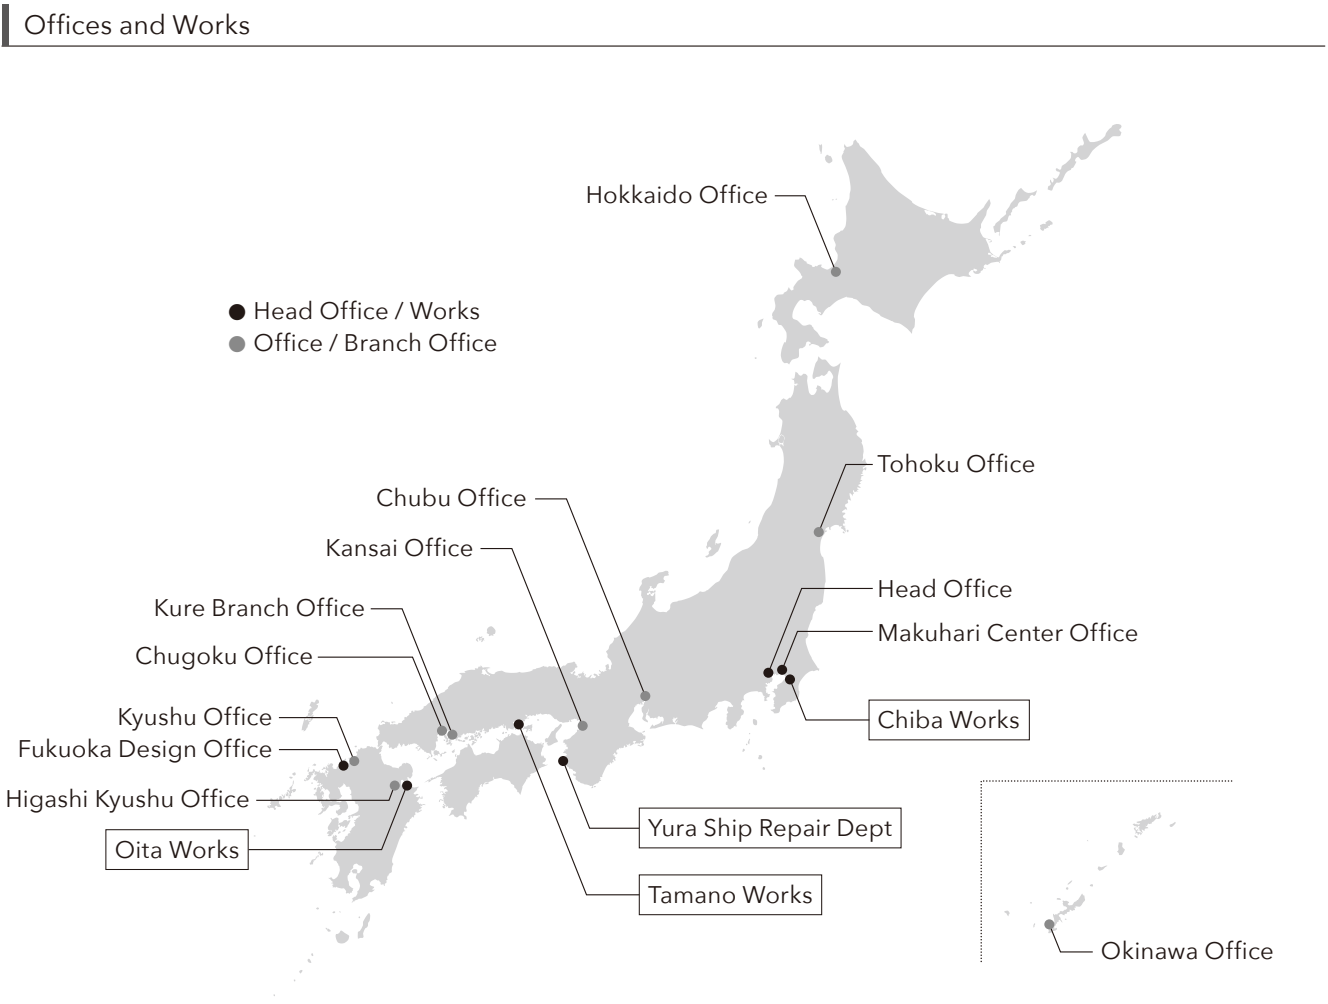 Offices and Works
Hokkaido Office
Head Office / Works
Office / Branch Office
Tohoku Office
Chubu Office
Kansai Office
Head Office
Kure Branch Office
Makuhari Center Office
Chugoku Office
Kyushu Office
Chiba Works
Fukuoka Design Office
Higashi Kyushu Office
Yura Ship Repair Dept
Oita Works
Tamano Works
Okinawa Office